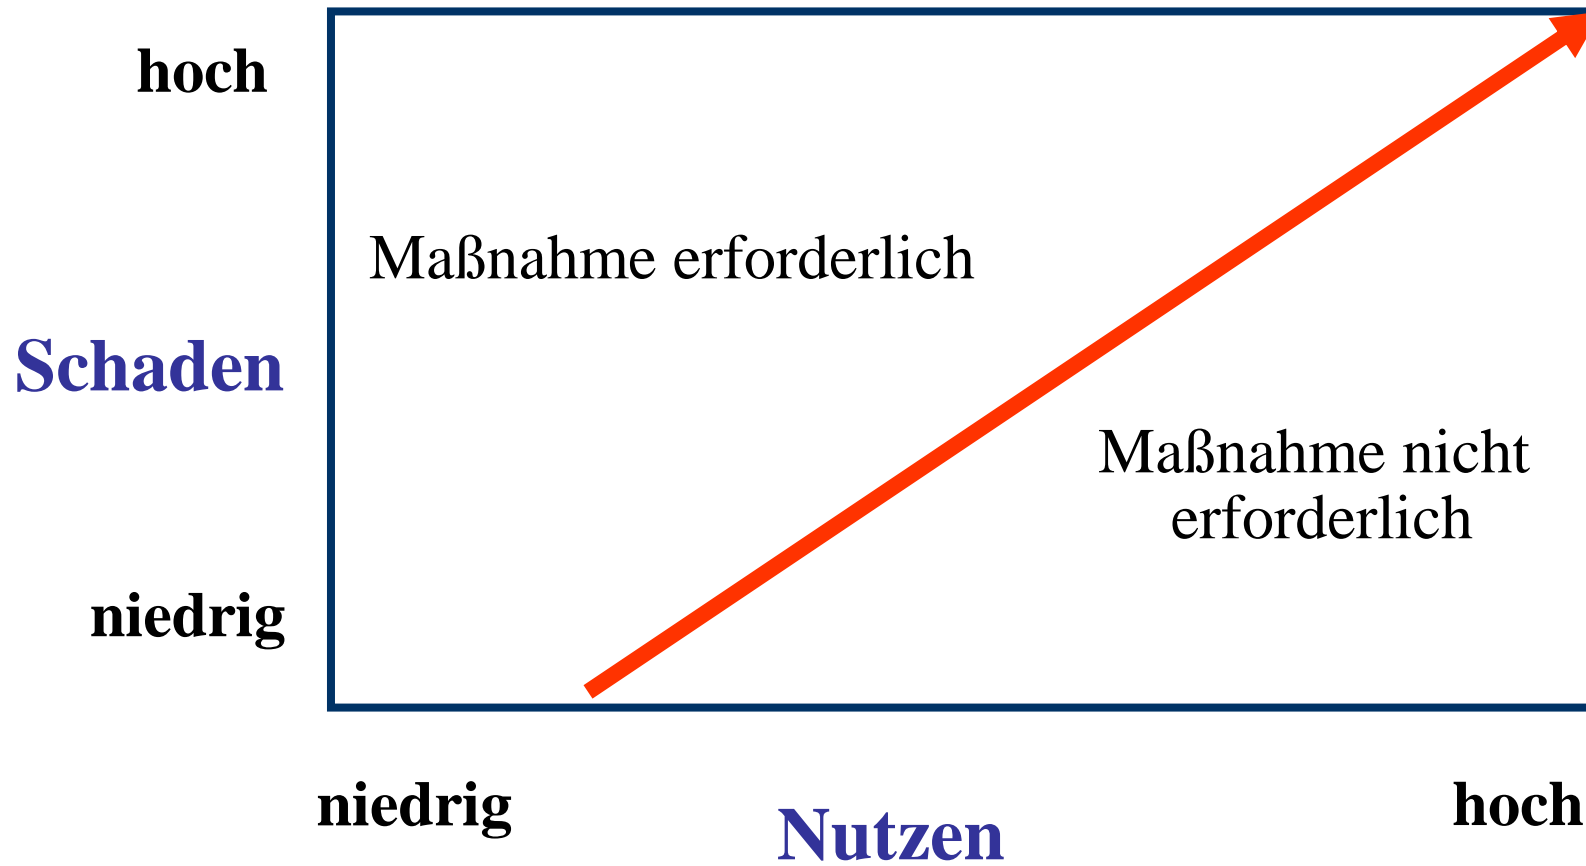 hoch
Maßnahme erforderlich
Schaden
Maßnahme nicht
erforderlich
niedrig
niedrig
hoch
Nutzen